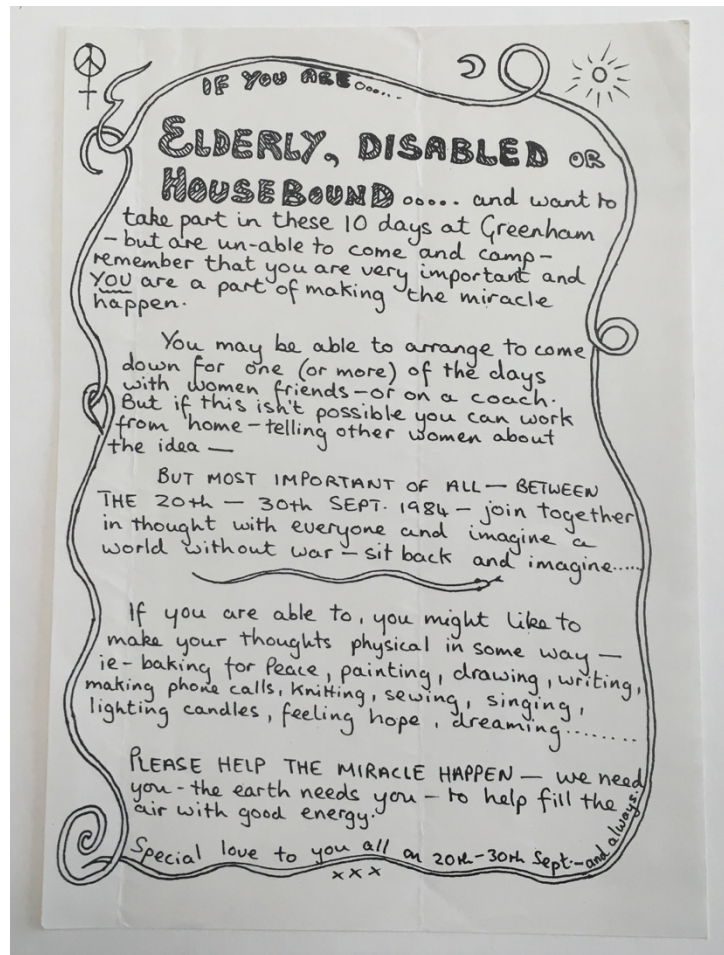 IF YOU ARE.......
ELDERLY, DISABLED OR
HOUSEBOUND ..... and want to
take part in these 10 days at Greenham
- but are un-able to come and camp -
remember that you are very important and
YOU are a part of making the miracle
happen.
You may be able to arrange to come
down for one (or more) of the days
with women friends - or on a coach.
But if this isn't possible you can work
from home - telling other women about
the idea —
BUT MOST IMPORTANT OF ALL — BETWEEN
THE 20th — 30th SEPT. 1984 — join together
in thought with everyone and imagine a
world without war — sit back and imagine......
If you are able to, you might like to
make your thoughts physical in some way —
ie - baking for Peace, painting, drawing, writing,
making phone calls, knitting, sewing, singing,
lighting candles, feeling hope, dreaming........
PLEASE HELP THE MIRACLE HAPPEN — we need
you - the earth needs you - to help fill the
air with good energy.
Special love to you all on 20th - 30th Sept. - and always.
x x x